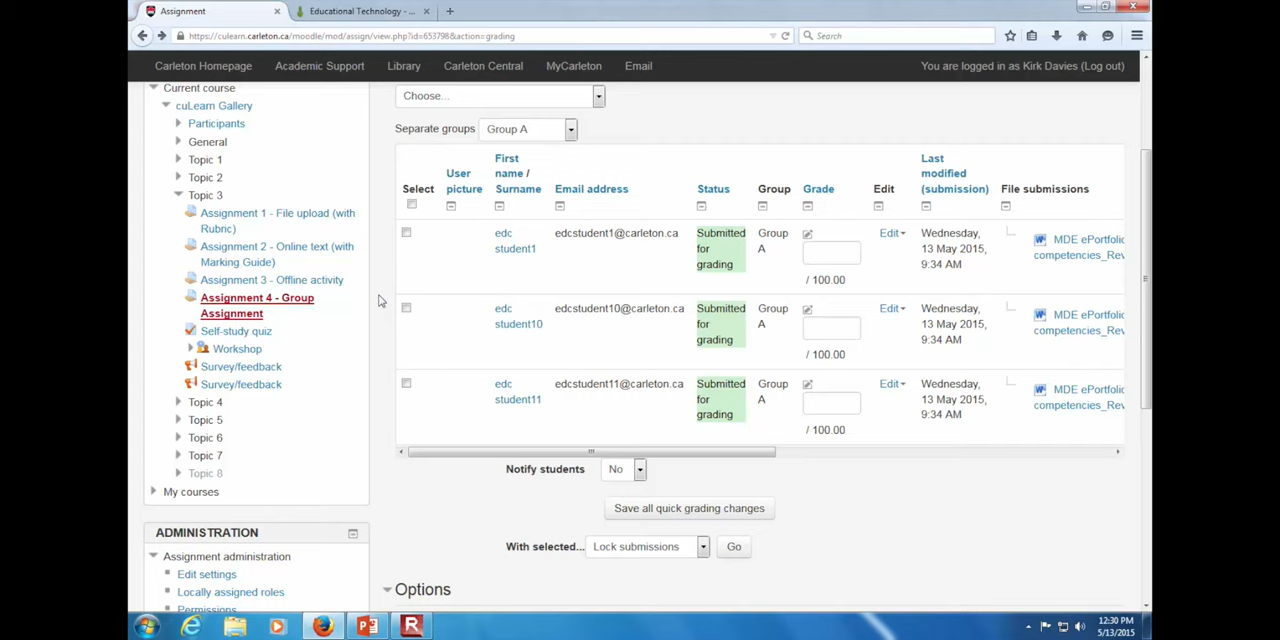 Assignment
Educational Technology - ...
https://culearn.carleton.ca/moodle/mod/assign/view.php?id=653798&action=grading
Search
Carleton Homepage
Academic Support
Library
Carleton Central
MyCarleton
Email
You are logged in as Kirk Davies (Log out)
Current course
cuLearn Gallery
Participants
General
Topic 1
Topic 2
Topic 3
Assignment 1 - File upload (with
Rubric)
Assignment 2 - Online text (with
Marking Guide)
Assignment 3 - Offline activity
Assignment 4 - Group
Assignment
Self-study quiz
Workshop
Survey/feedback
Survey/feedback
Topic 4
Topic 5
Topic 6
Topic 7
Topic 8
My courses
ADMINISTRATION
Assignment administration
Edit settings
Locally assigned roles
Permissions
Choose...
Separate groups Group A
Select
User
picture
First
name /
Surname
Email address
Status
Group
Grade
Edit
Last
modified
(submission)
File submissions
edc
student1
edcstudent1@carleton.ca
Submitted
for
grading
Group
A
/ 100.00
Edit
Wednesday,
13 May 2015,
9:34 AM
MDE ePortfolio
competencies_Rev
edc
student10
edcstudent10@carleton.ca
Submitted
for
grading
Group
A
/ 100.00
Edit
Wednesday,
13 May 2015,
9:34 AM
MDE ePortfolio
competencies_Rev
edc
student11
edcstudent11@carleton.ca
Submitted
for
grading
Group
A
/ 100.00
Edit
Wednesday,
13 May 2015,
9:34 AM
MDE ePortfolio
competencies_Rev
Notify students No
Save all quick grading changes
With selected... Lock submissions Go
Options
12:30 PM
5/13/2015